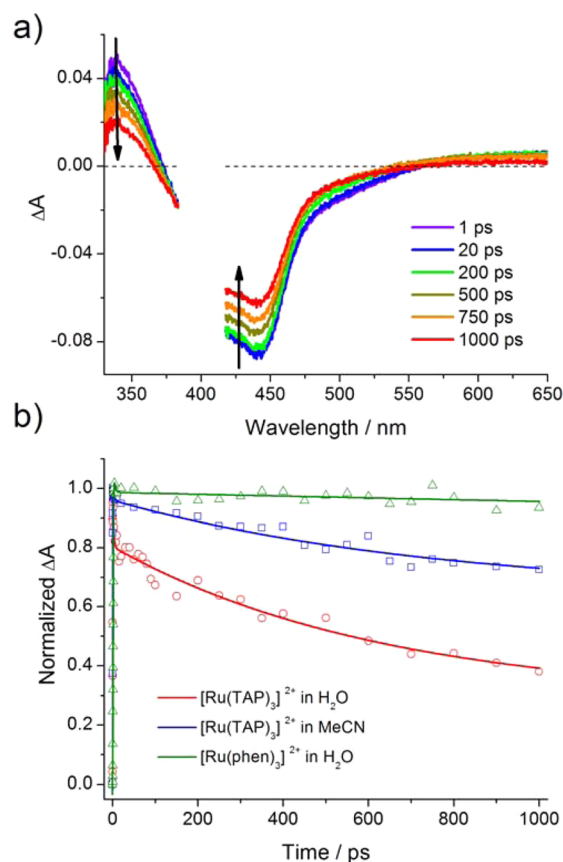 a)
0.04
0.00
-0.04
-0.08
ΔA
1 ps
20 ps
200 ps
500 ps
750 ps
1000 ps
350 400 450 500 550 600 650
Wavelength / nm
b)
1.0
0.8
0.6
0.4
0.2
0.0
Normalized ΔA
[Ru(TAP)₃]²⁺ in H₂O
[Ru(TAP)₃]²⁺ in MeCN
[Ru(phen)₃]²⁺ in H₂O
0 200 400 600 800 1000
Time / ps